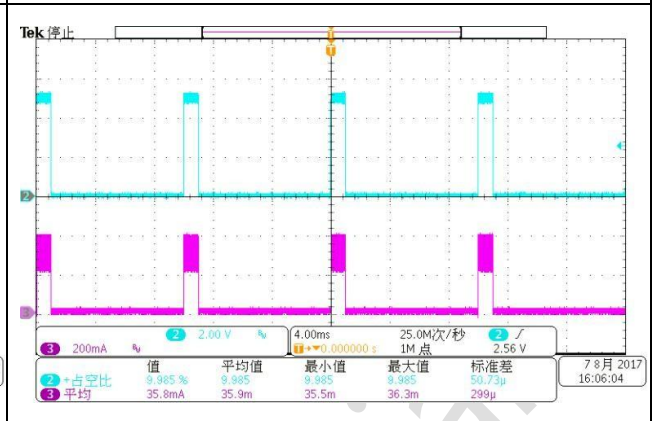 Tek 停止
T
T
2
3
2 2.00 V
3 200mA
4.00ms
T→▼0.000000 s
25.0M次/秒
1M 点
2 ∫
2.56 V
值 平均值 最小值 最大值 标准差
2 +占空比 9.985 % 9.985 9.985 9.985 50.73µ
3 平均 35.8mA 35.9m 35.5m 36.3m 299µ
7 8月 2017
16:06:04